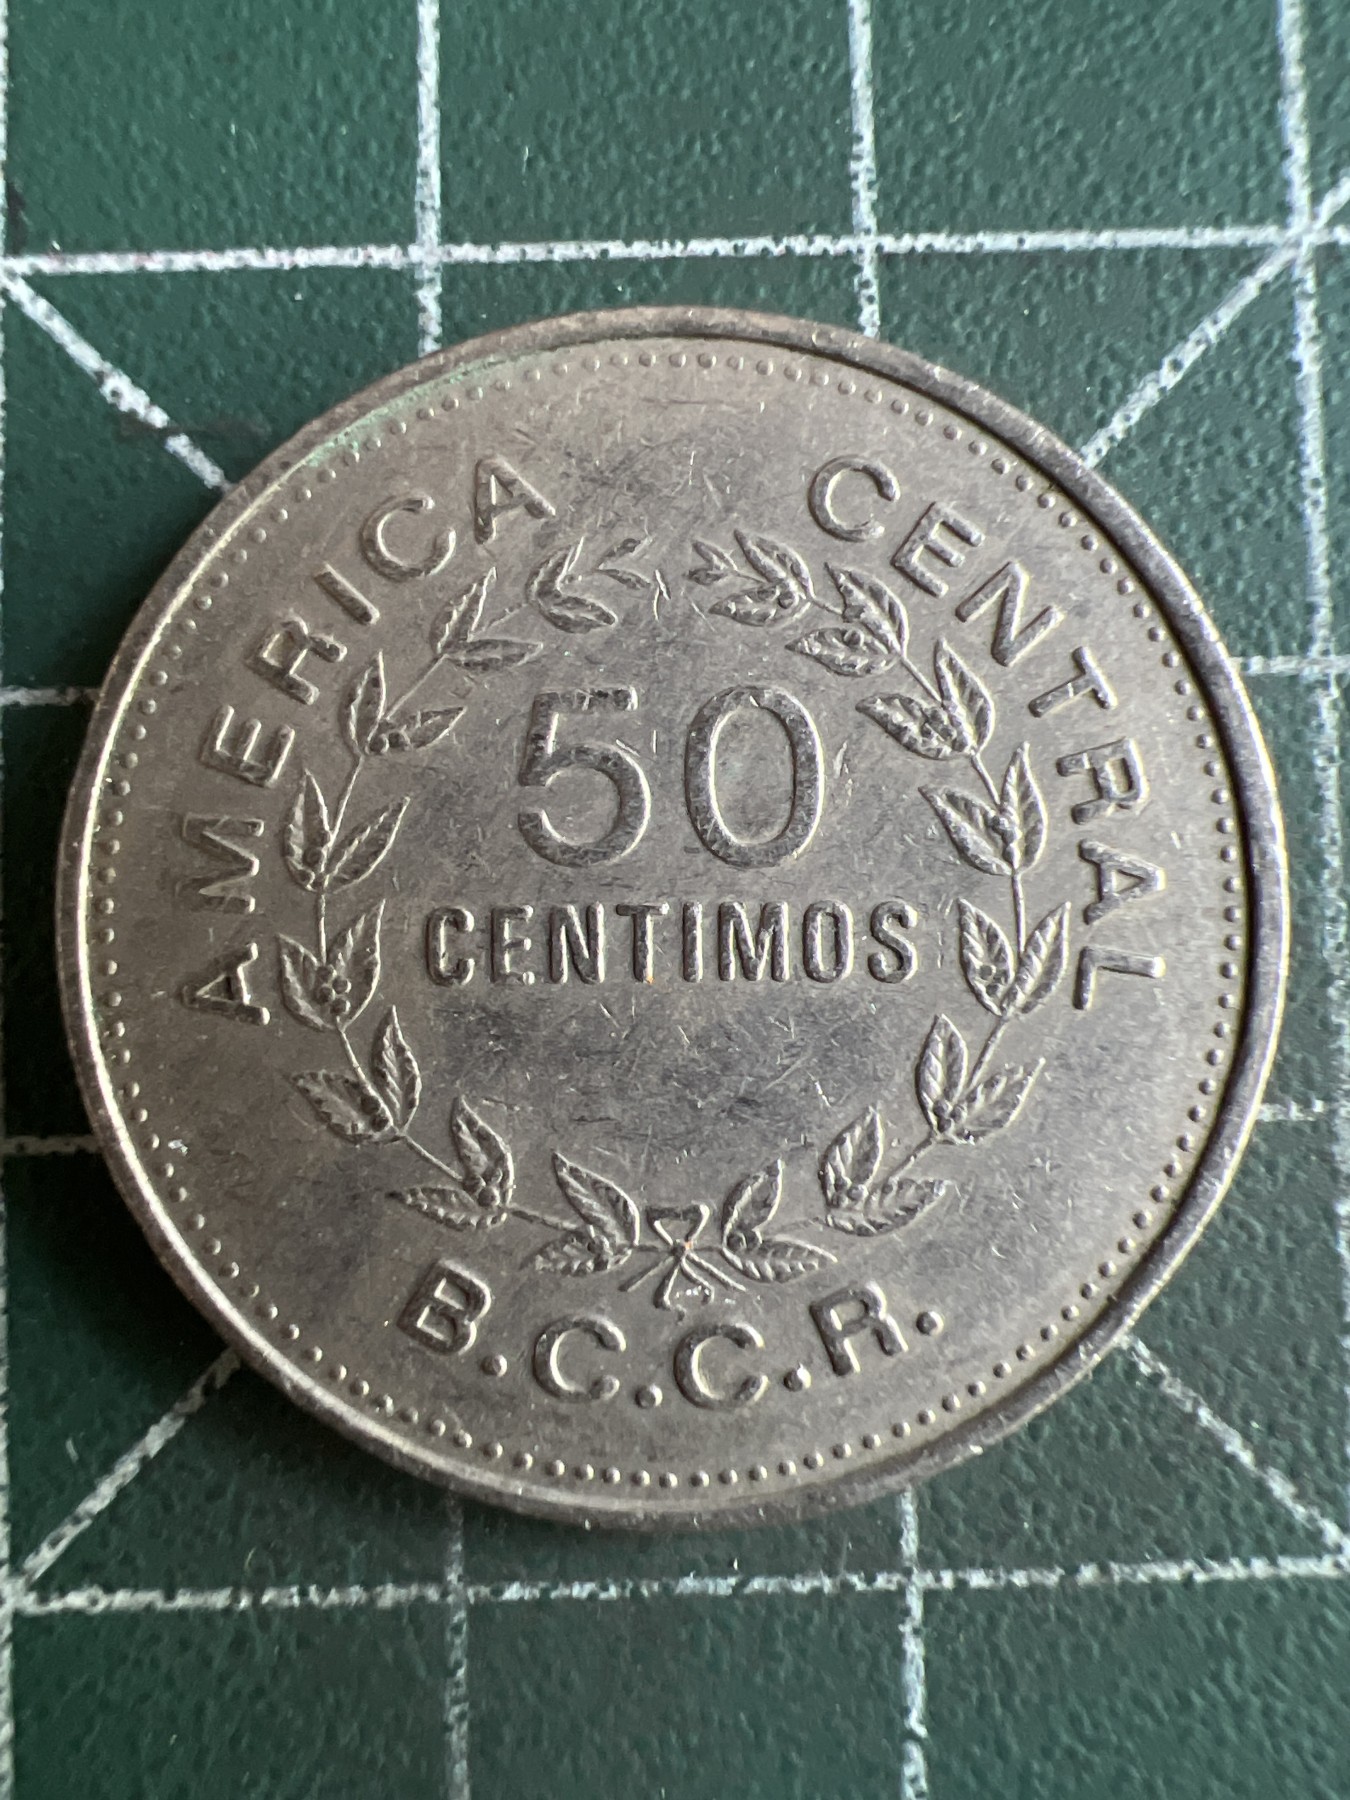 AMERICA CENTRAL
50
CENTIMOS
B.C.C.R.